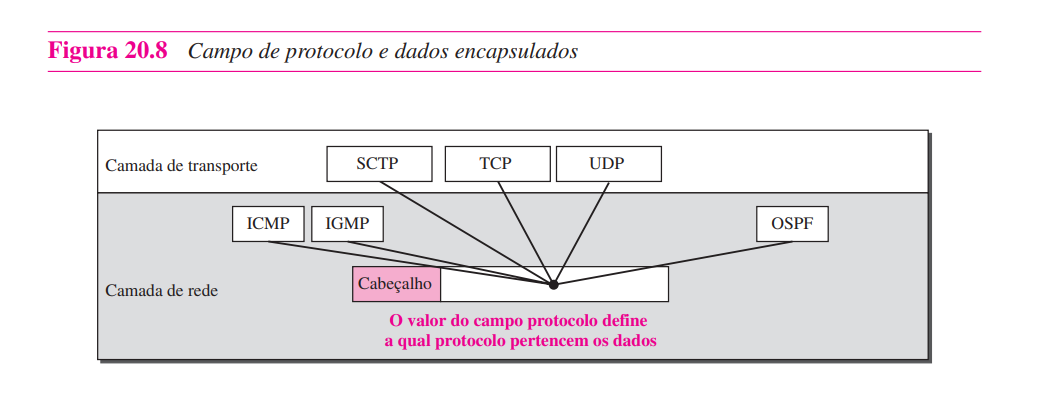 Figura 20.8 Campo de protocolo e dados encapsulados
Camada de transporte
SCTP
TCP
UDP
ICMP
IGMP
OSPF
Camada de rede
Cabeçalho
O valor do campo protocolo define
a qual protocolo pertencem os dados